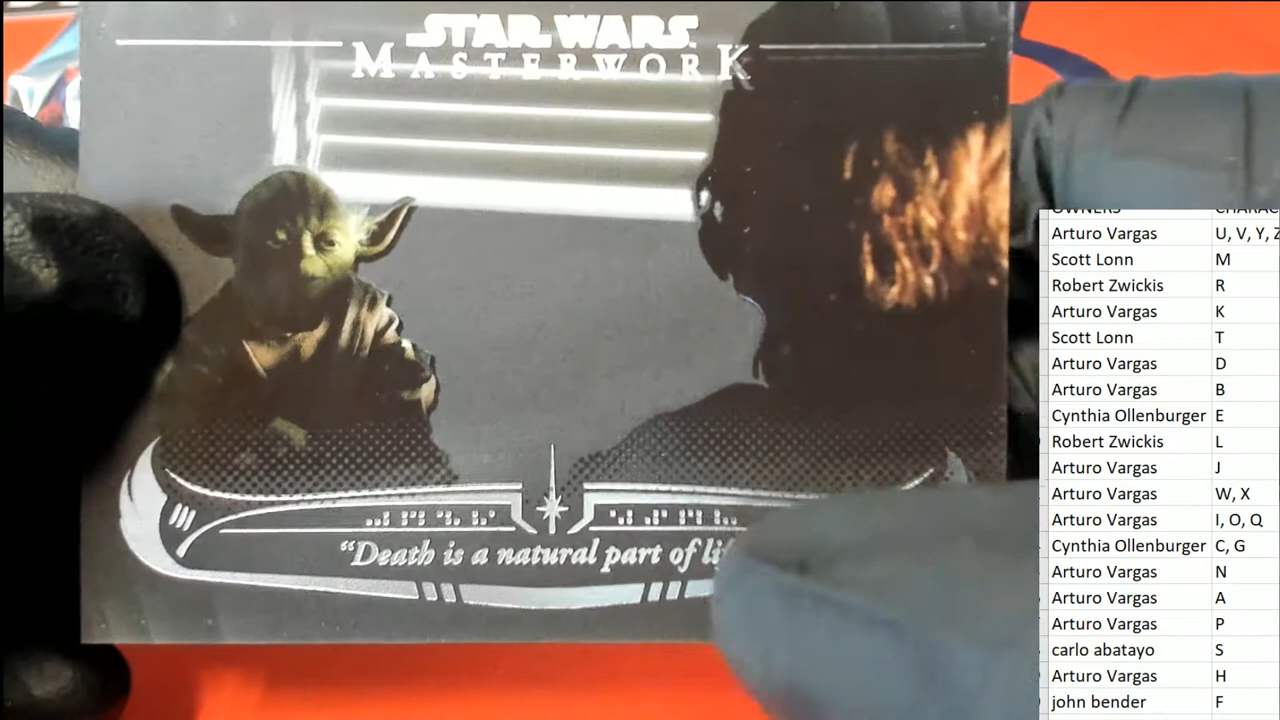 STAR WARS
MASTERWORK
“Death is a natural part of
OWNERS
Arturo Vargas U, V, Y, Z
Scott Lonn M
Robert Zwickis R
Arturo Vargas K
Scott Lonn T
Arturo Vargas D
Arturo Vargas B
Cynthia Ollenburger E
Robert Zwickis L
Arturo Vargas J
Arturo Vargas W, X
Arturo Vargas I, O, Q
Cynthia Ollenburger C, G
Arturo Vargas N
Arturo Vargas A
Arturo Vargas P
carlo abatayo S
Arturo Vargas H
john bender F